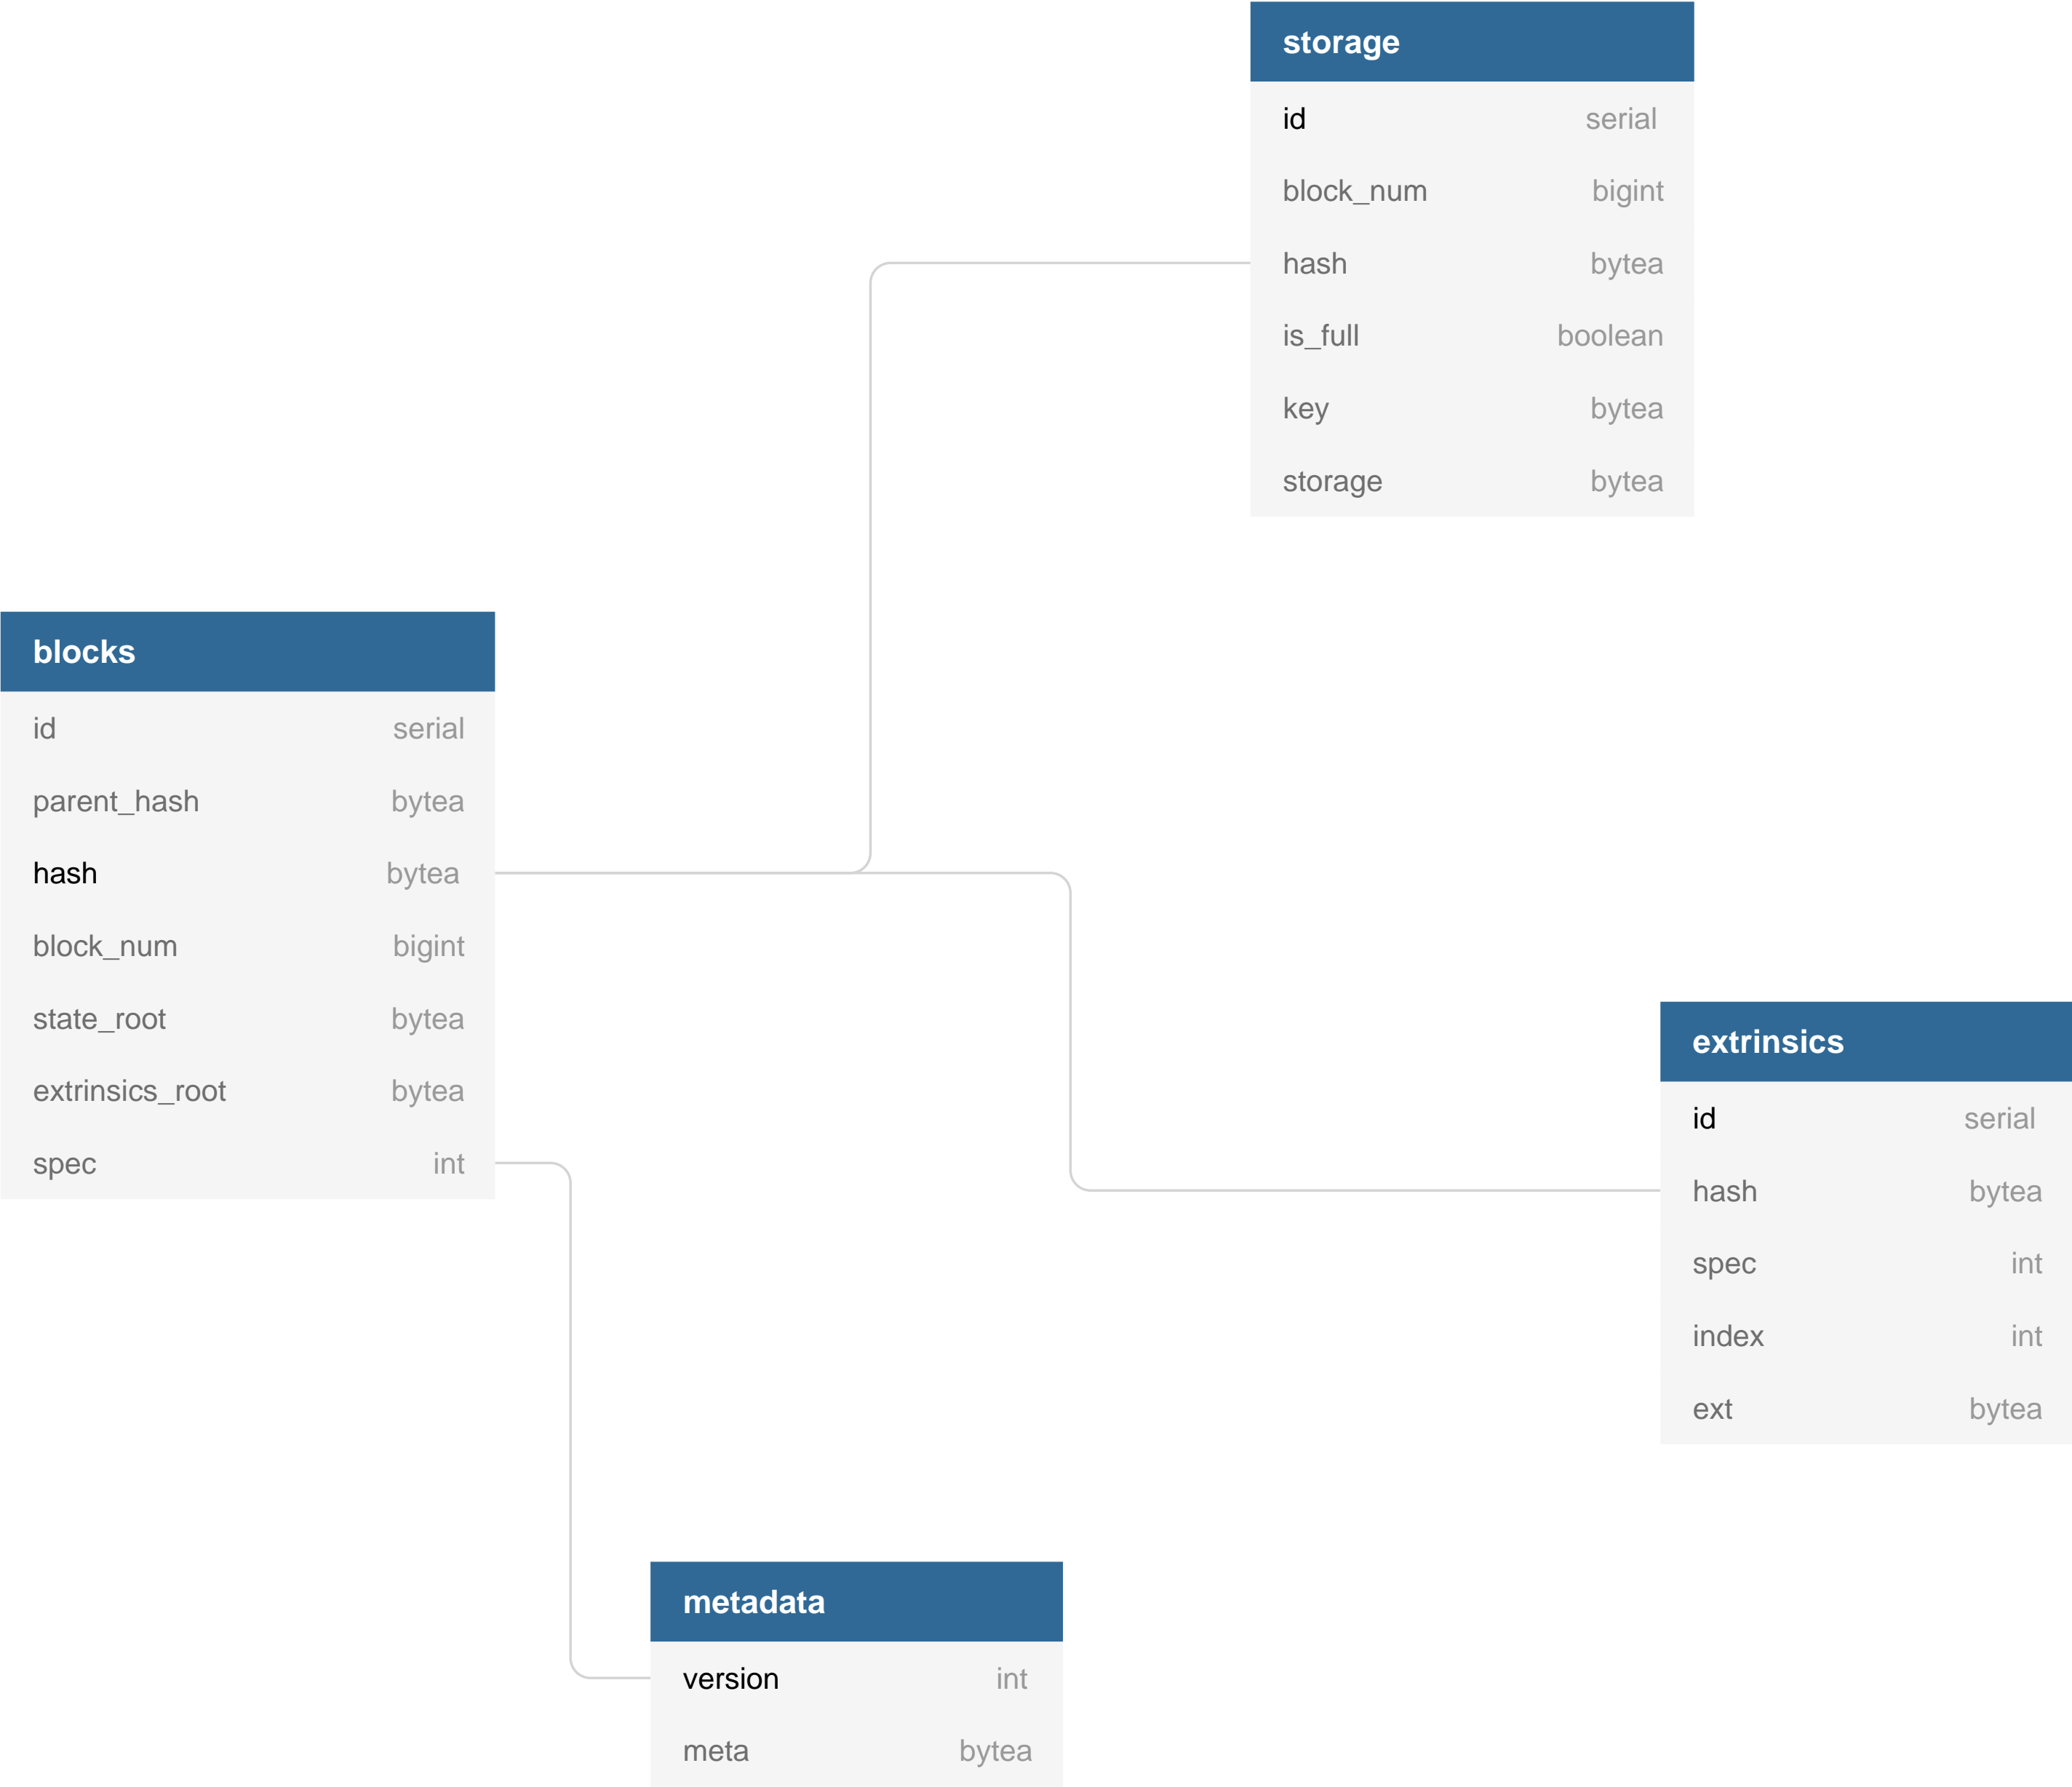 storage
id serial
block_num bigint
hash bytea
is_full boolean
key bytea
storage bytea
blocks
id serial
parent_hash bytea
hash bytea
block_num bigint
state_root bytea
extrinsics_root bytea
spec int
extrinsics
id serial
hash bytea
spec int
index int
ext bytea
metadata
version int
meta bytea